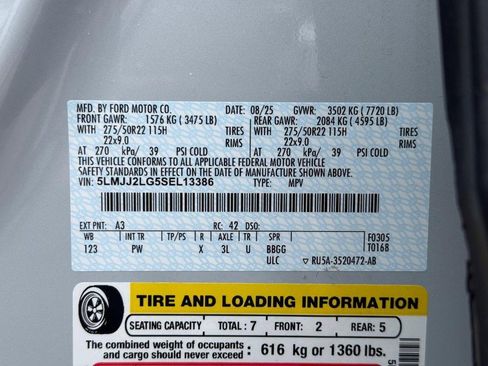 MFD. BY FORD MOTOR CO. DATE: 08/25 GVWR: 3502 KG (7720 LB)
FRONT GAWR: 1576 KG (3475 LB) REAR GAWR: 2084 KG (4595 LB)
WITH 275/50R22 115H TIRES WITH 275/50R22 115H TIRES
22x9.0 RIMS 22x9.0 RIMS
AT 270 kPa/ 39 PSI COLD AT 270 kPa/ 39 PSI COLD
THIS VEHICLE CONFORMS TO ALL APPLICABLE FEDERAL MOTOR VEHICLE
SAFETY STANDARDS IN EFFECT ON THE DATE OF MANUFACTURE SHOWN ABOVE.
VIN: 5LMJJ2LG5SEL13386 TYPE: MPV
EXT PNT: A3 RC: 42 DSO:
WB INT TR TP/PS R AX TR SPR F0305
123 PW X 3L U BBGG T0168
ULC ▽ RU5A-3520472-AB
TIRE AND LOADING INFORMATION
SEATING CAPACITY TOTAL : 7 FRONT: 2 REAR: 5
The combined weight of occupants
and cargo should never exceed : 616 kg or 1360 lbs.